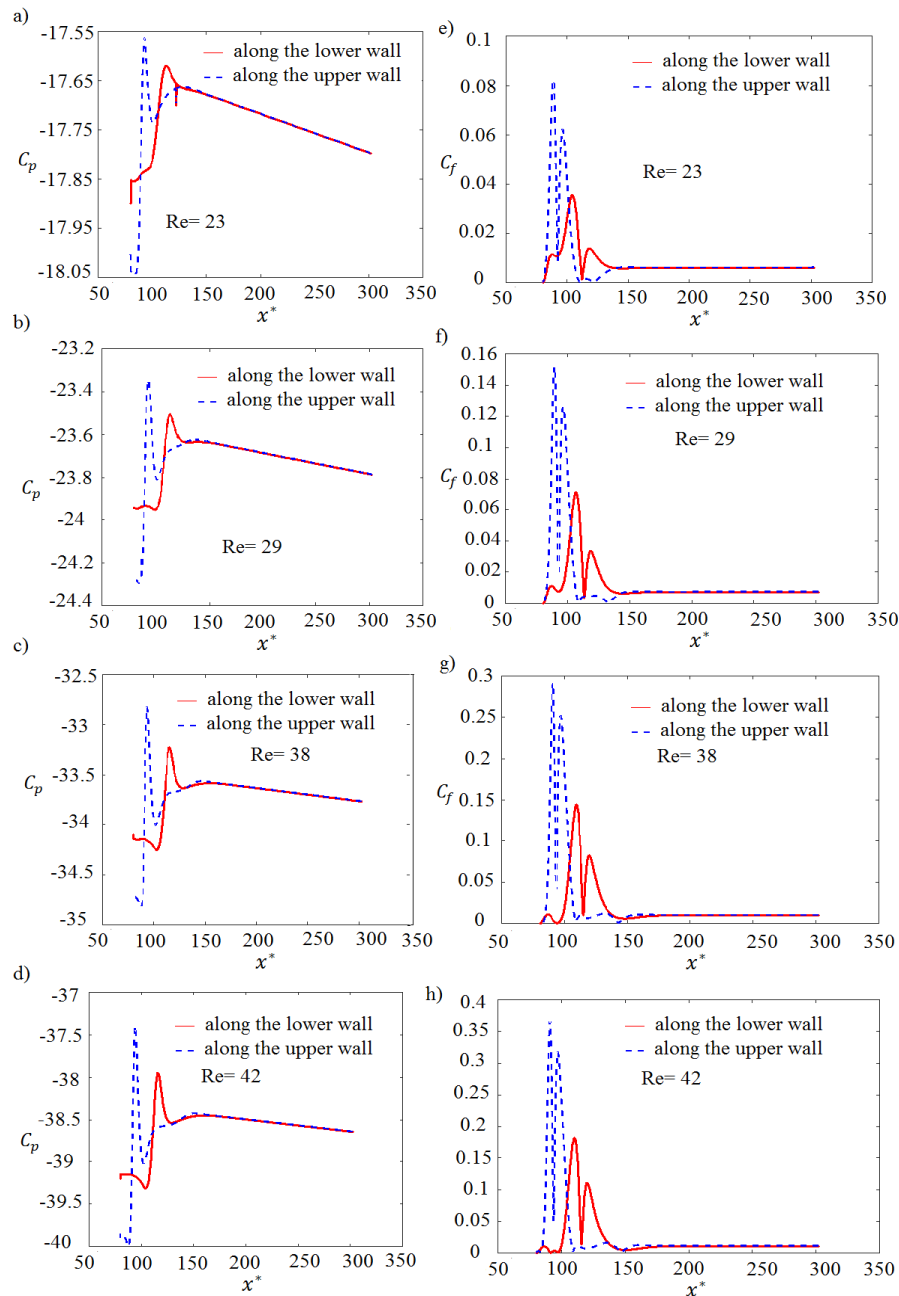 a)
-17.55
-17.65
-17.75
-17.85
-17.95
-18.05
C_p
along the lower wall
along the upper wall
Re= 23
50 100 150 200 250 300 350
x*
e)
0.1
0.08
0.06
0.04
0.02
0
C_f
along the lower wall
along the upper wall
Re= 23
50 100 150 200 250 300 350
x*
b)
-23.2
-23.4
-23.6
-23.8
-24
-24.2
-24.4
C_p
along the lower wall
along the upper wall
Re= 29
50 100 150 200 250 300 350
x*
f)
0.16
0.14
0.12
0.1
0.08
0.06
0.04
0.02
0
C_f
along the lower wall
along the upper wall
Re= 29
50 100 150 200 250 300 350
x*
c)
-32.5
-33
-33.5
-34
-34.5
-35
C_p
along the lower wall
along the upper wall
Re= 38
50 100 150 200 250 300 350
x*
g)
0.3
0.25
0.2
0.15
0.1
0.05
0
C_f
along the lower wall
along the upper wall
Re= 38
50 100 150 200 250 300 350
x*
d)
-37
-37.5
-38
-38.5
-39
-39.5
-40
C_p
along the lower wall
along the upper wall
Re= 42
50 100 150 200 250 300 350
x*
h)
0.4
0.35
0.3
0.25
0.2
0.15
0.1
0.05
0
C_f
along the lower wall
along the upper wall
Re= 42
50 100 150 200 250 300 350
x*